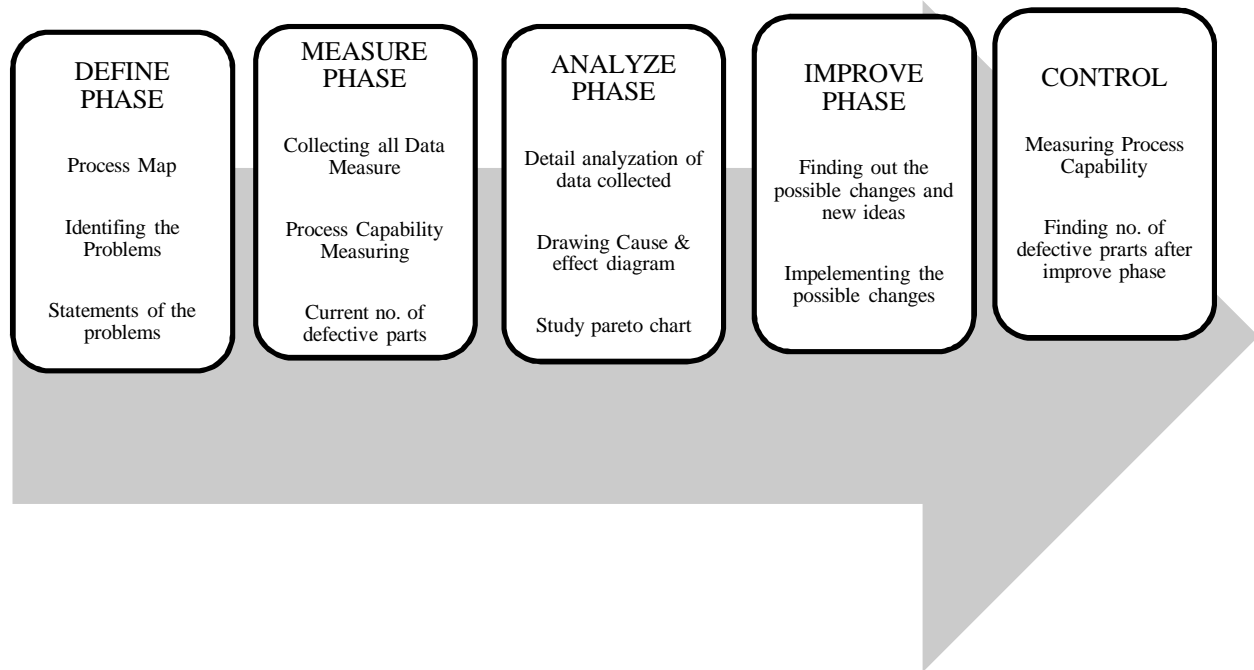 DEFINE
PHASE
Process Map
Identifing the
Problems
Statements of the
problems
MEASURE
PHASE
Collecting all Data
Measure
Process Capability
Measuring
Current no. of
defective parts
ANALYZE
PHASE
Detail analyzation of
data collected
Drawing Cause &
effect diagram
Study pareto chart
IMPROVE
PHASE
Finding out the
possible changes and
new ideas
Impelementing the
possible changes
CONTROL
Measuring Process
Capability
Finding no. of
defective prarts after
improve phase